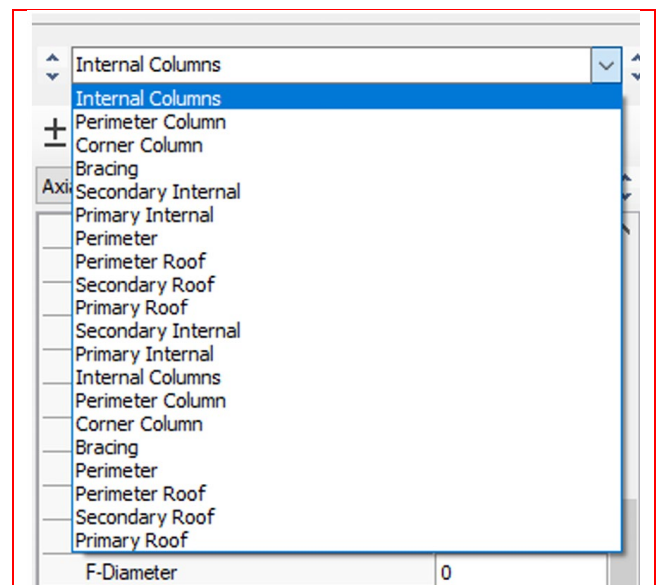 Internal Columns
Internal Columns
Perimeter Column
Corner Column
Bracing
Axi
Secondary Internal
Primary Internal
Perimeter
Perimeter Roof
Secondary Roof
Primary Roof
Secondary Internal
Primary Internal
Internal Columns
Perimeter Column
Corner Column
Bracing
Perimeter
Perimeter Roof
Secondary Roof
Primary Roof
F-Diameter 0